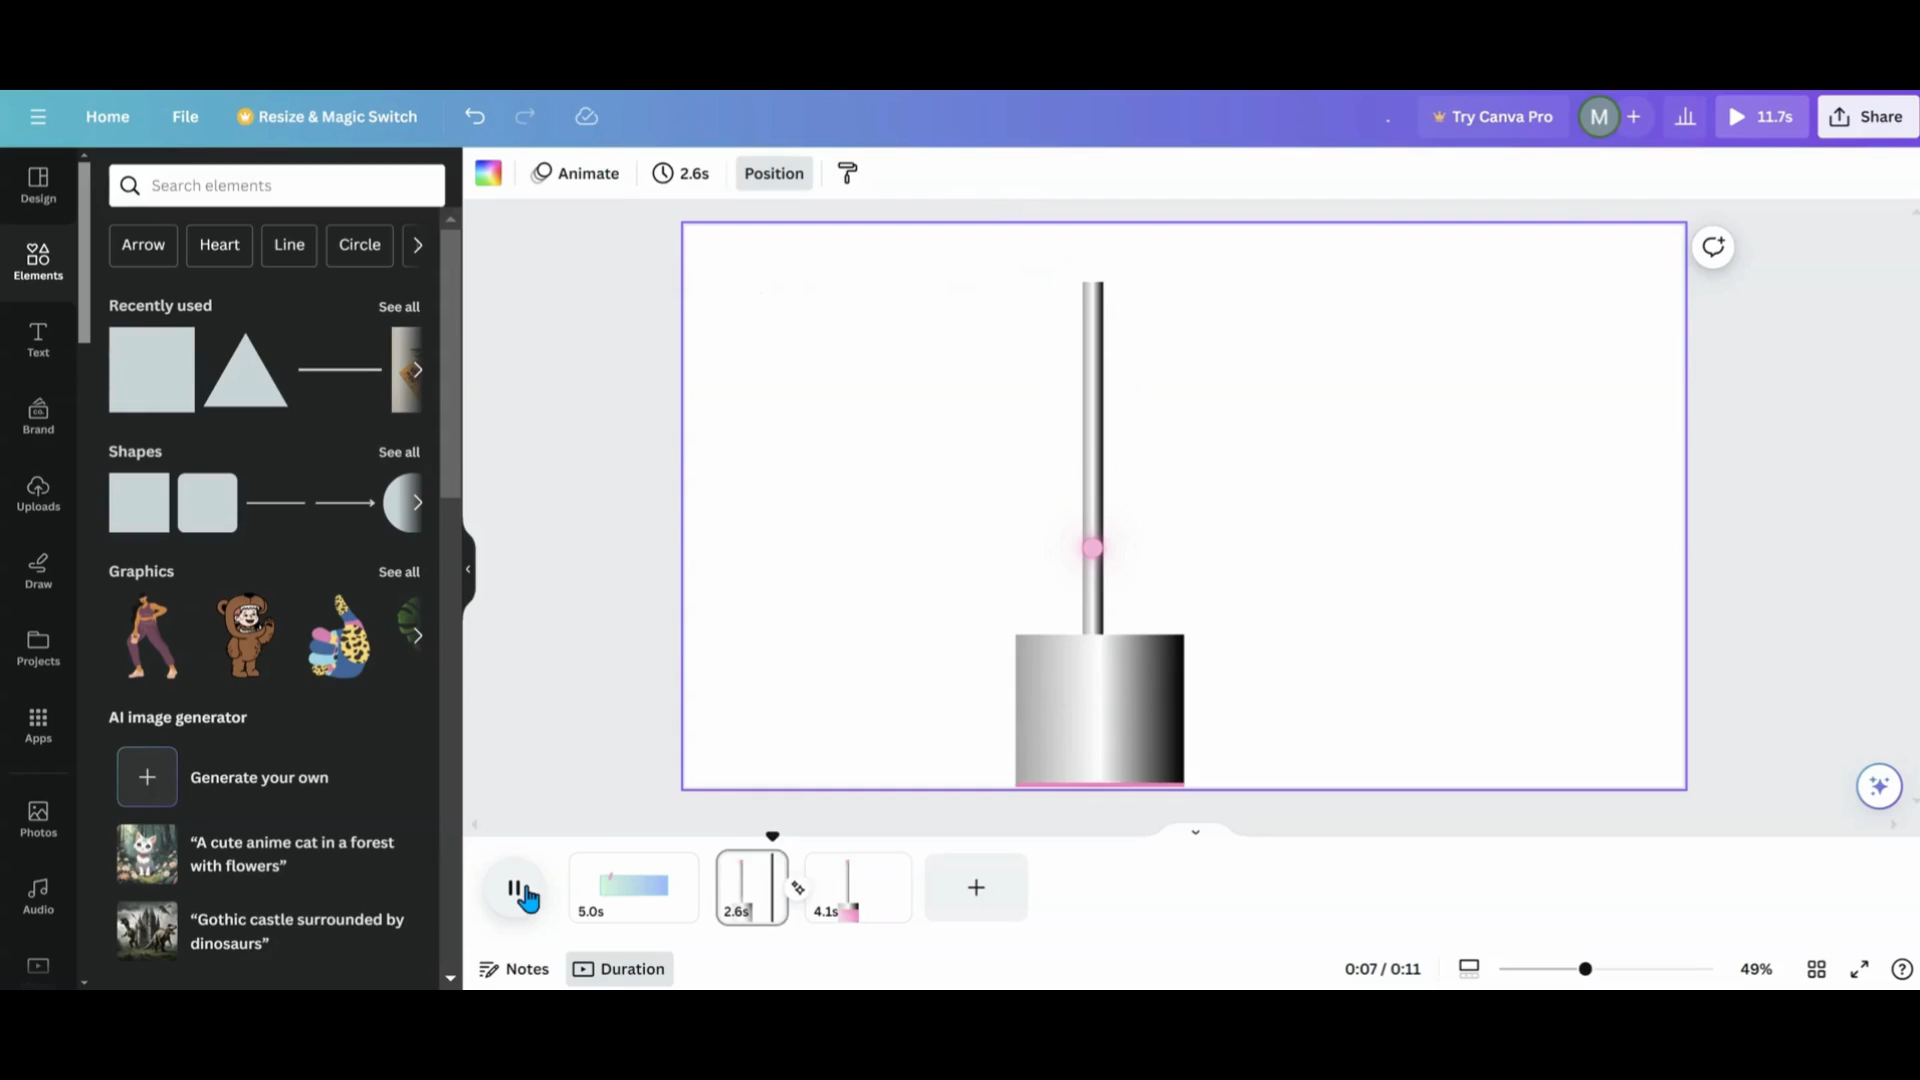 Home File Resize & Magic Switch Try Canva Pro M 11.7s Share
Design
Elements
Text
Brand
Uploads
Draw
Projects
Apps
Photos
Audio
Search elements
Arrow Heart Line Circle
Recently used See all
Shapes See all
Graphics See all
AI image generator
Generate your own
“A cute anime cat in a forest
with flowers”
“Gothic castle surrounded by
dinosaurs”
Animate 2.6s Position
5.0s 2.6s 4.1s
Notes Duration 0:07 / 0:11 49%